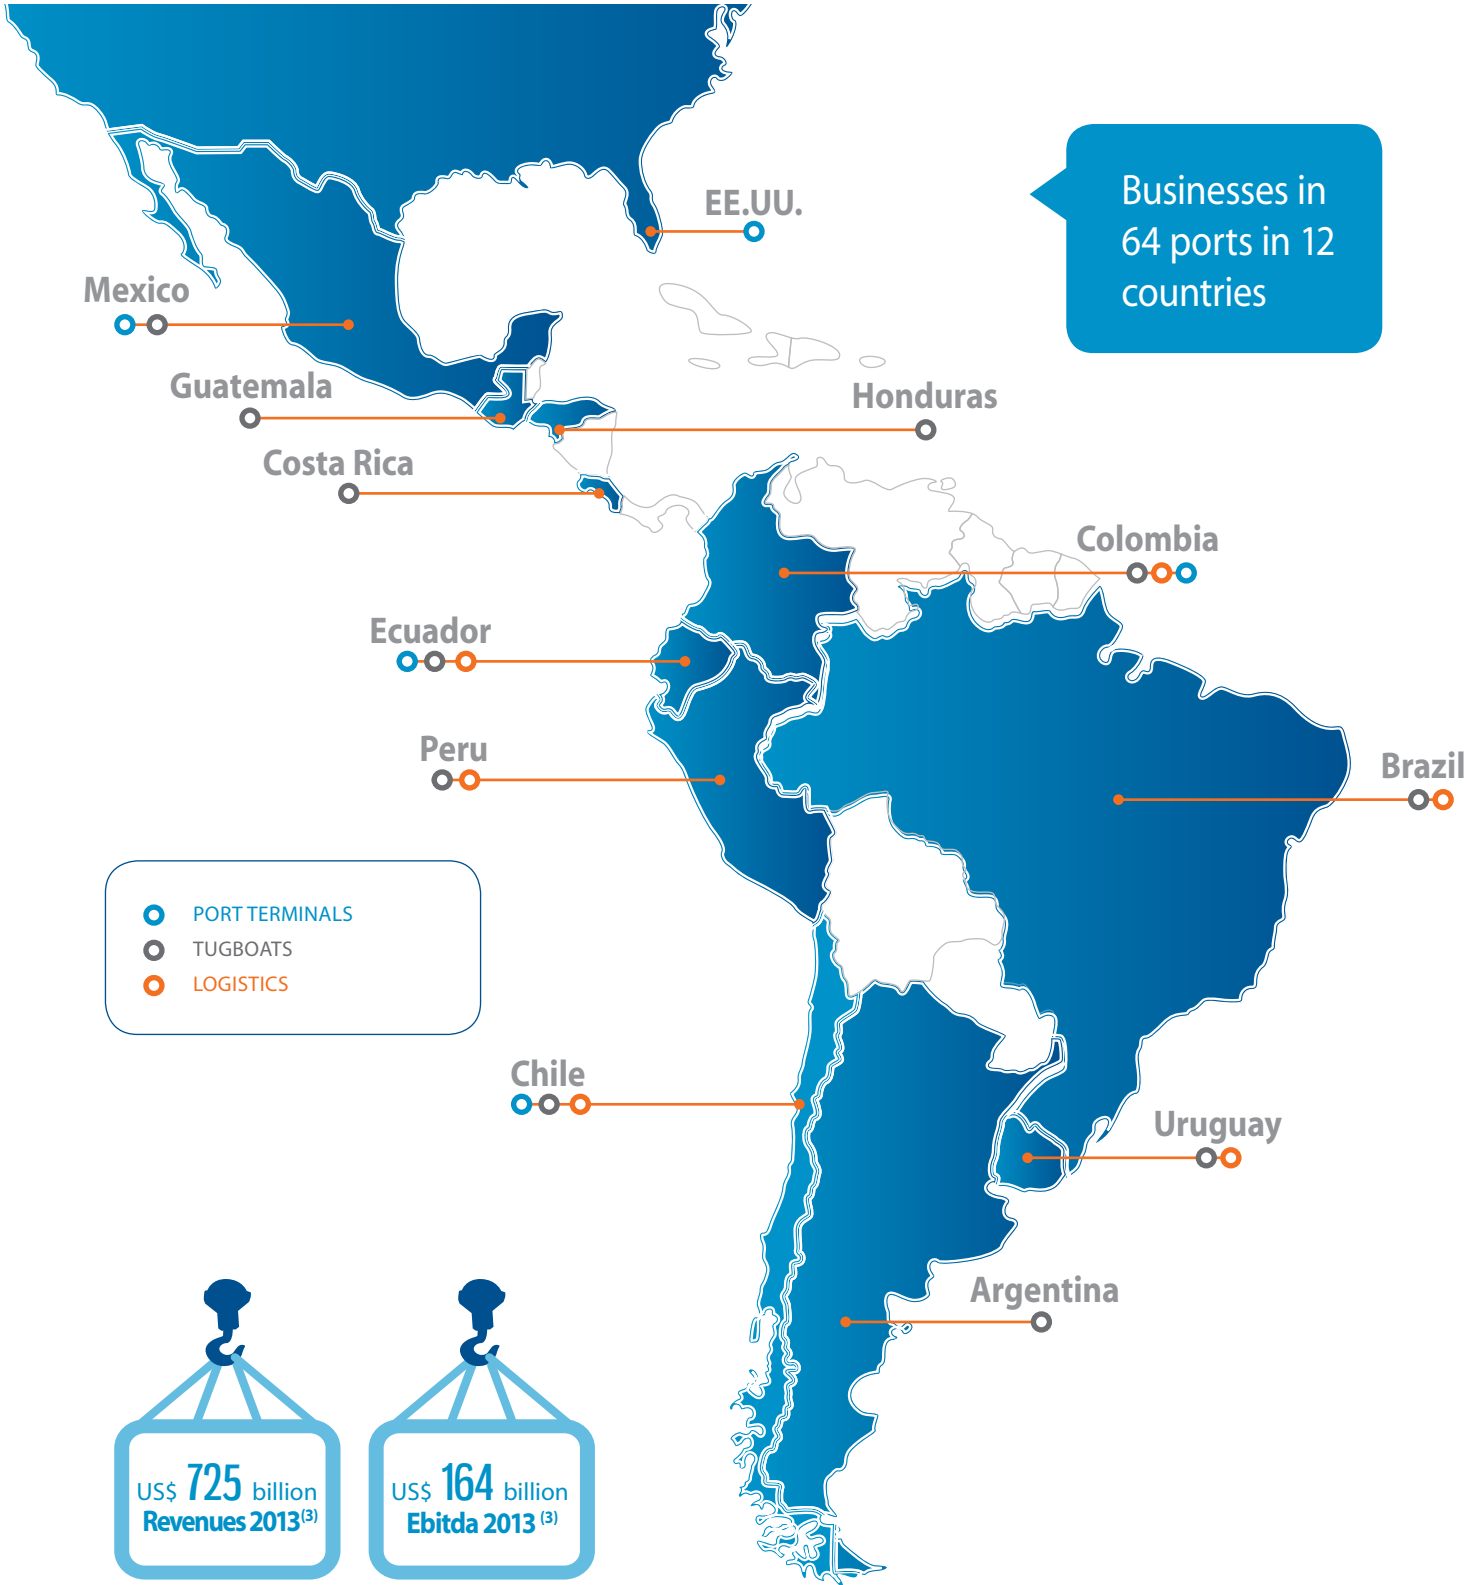 EE.UU.
Businesses in
64 ports in 12
countries
Mexico
Guatemala
Honduras
Costa Rica
Colombia
Ecuador
Peru
Brazil
PORT TERMINALS
TUGBOATS
LOGISTICS
Chile
Uruguay
Argentina
US$ 725 billion
Revenues 2013(3)
US$ 164 billion
Ebitda 2013 (3)